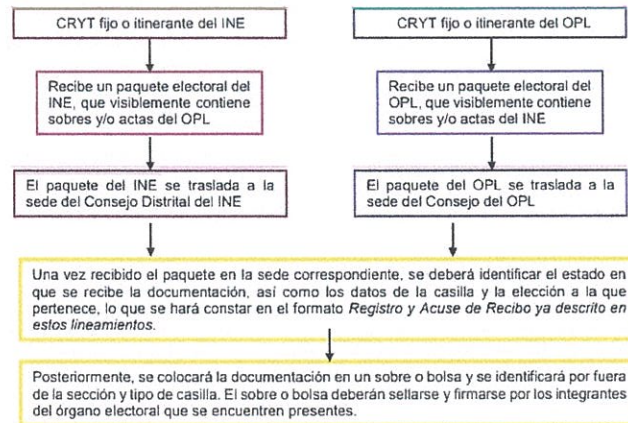 CRYT fijo o itinerante del INE
CRYT fijo o itinerante del OPL
Recibe un paquete electoral del
INE, que visiblemente contiene
sobres y/o actas del OPL
Recibe un paquete electoral del
OPL, que visiblemente contiene
sobres y/o actas del INE
El paquete del INE se traslada a la
sede del Consejo Distrital del INE
El paquete del OPL se traslada a la
sede del Consejo del OPL
Una vez recibido el paquete en la sede correspondiente, se deberá identificar el estado en
que se recibe la documentación, así como los datos de la casilla y la elección a la que
pertenece, lo que se hará constar en el formato Registro y Acuse de Recibo ya descrito en
estos lineamientos.
Posteriormente, se colocará la documentación en un sobre o bolsa y se identificará por fuera
de la sección y tipo de casilla. El sobre o bolsa deberán sellarse y firmarse por los integrantes
del órgano electoral que se encuentren presentes.